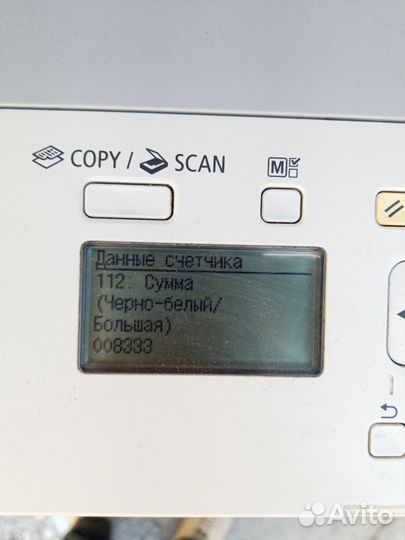 COPY / SCAN M
Данные счетчика
112: Сумма
(Черно-белый/
Большая)
008333
Avito